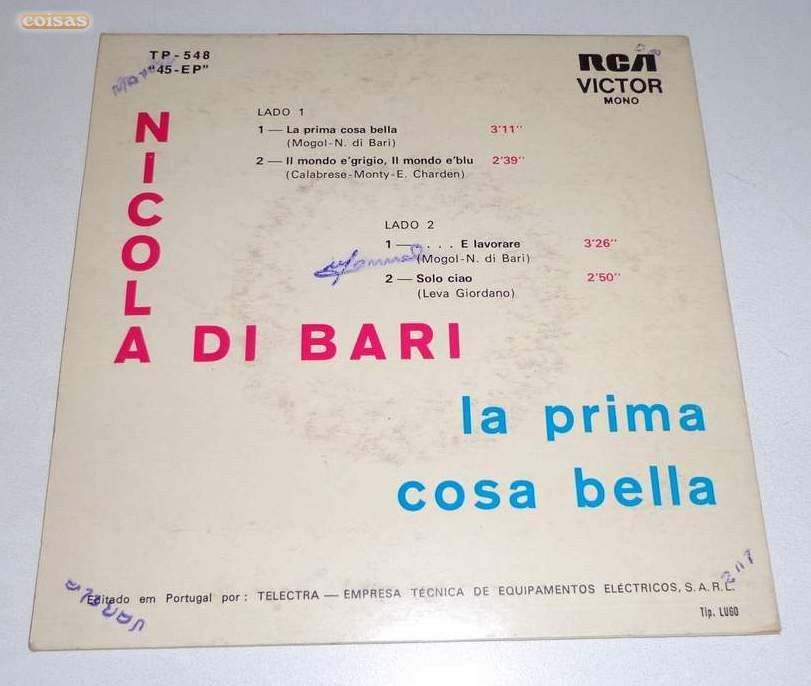 coisas
TP-548
"45-EP"
RCA
VICTOR
MONO
NICOLA DI BARI
LADO 1
1 — La prima cosa bella 3'11''
(Mogol-N. di Bari)
2 — Il mondo e'grigio, Il mondo e'blu 2'39''
(Calabrese-Monty-E. Charden)
LADO 2
1 — . . . E lavorare 3'26''
(Mogol-N. di Bari)
2 — Solo ciao 2'50''
(Leva Giordano)
la prima
cosa bella
Editado em Portugal por: TELECTRA — EMPRESA TÉCNICA DE EQUIPAMENTOS ELÉCTRICOS, S.A.R.L.
Tip. LUGO